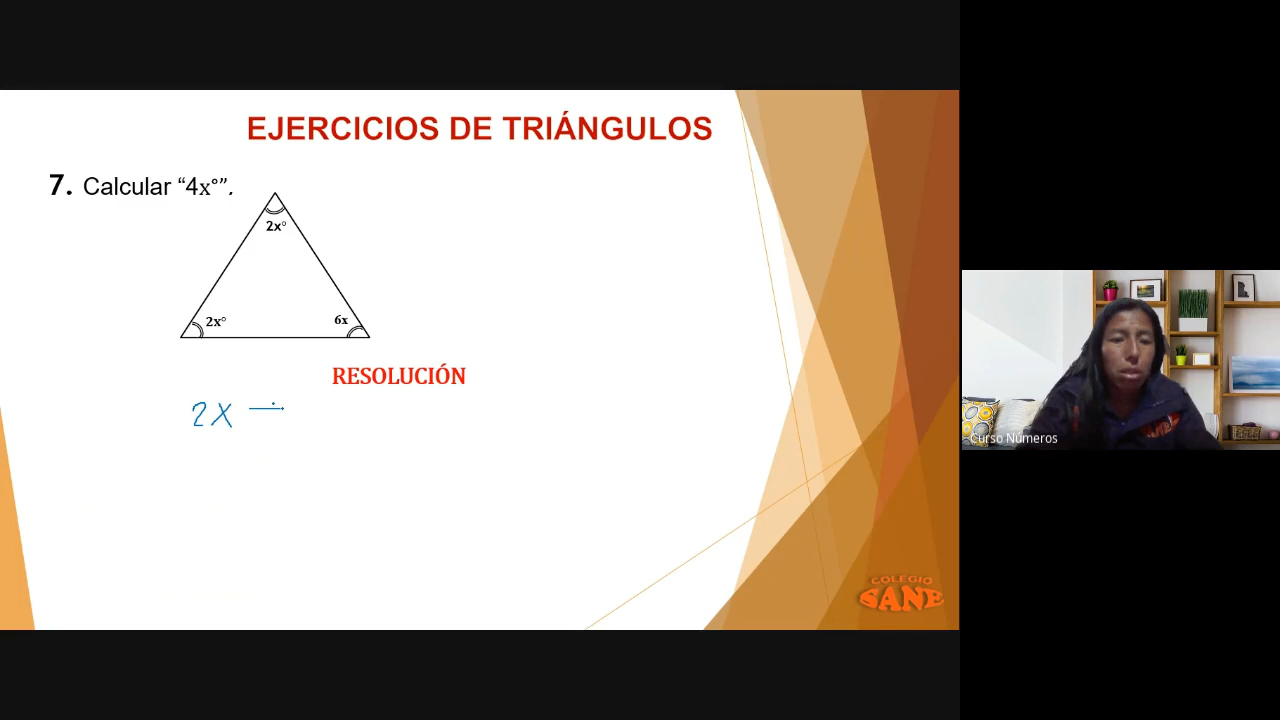 EJERCICIOS DE TRIÁNGULOS
7. Calcular “4x°”.
2x°
2x°
6x
RESOLUCIÓN
2X
COLEGIO
SANE
Curso Números